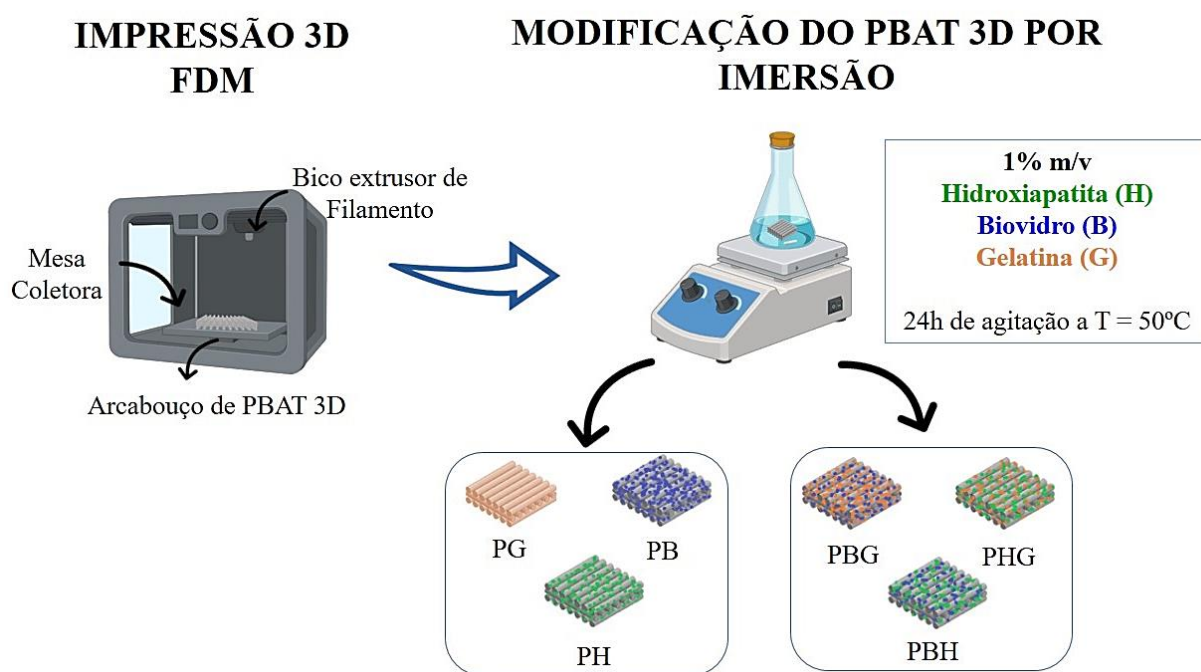 IMPRESSÃO 3D
FDM
MODIFICAÇÃO DO PBAT 3D POR
IMERSÃO
Bico extrusor de
Filamento
Mesa
Coletora
Arcabouço de PBAT 3D
1% m/v
Hidroxiapatita (H)
Biovidro (B)
Gelatina (G)
24h de agitação a T = 50ºC
PG
PB
PH
PBG
PHG
PBH